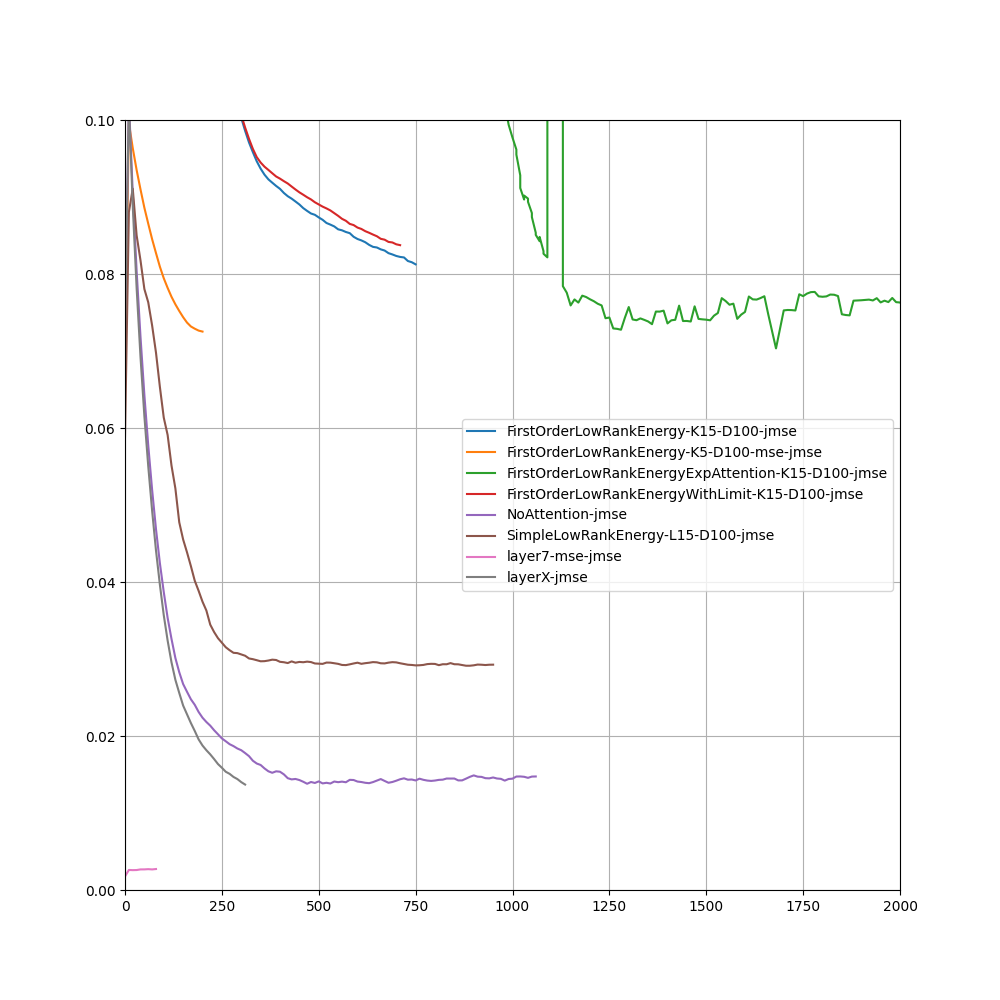 0.10
0.08
0.06
0.04
0.02
0.00
0 250 500 750 1000 1250 1500 1750 2000
FirstOrderLowRankEnergy-K15-D100-jmse
FirstOrderLowRankEnergy-K5-D100-mse-jmse
FirstOrderLowRankEnergyExpAttention-K15-D100-jmse
FirstOrderLowRankEnergyWithLimit-K15-D100-jmse
NoAttention-jmse
SimpleLowRankEnergy-L15-D100-jmse
layer7-mse-jmse
layerX-jmse